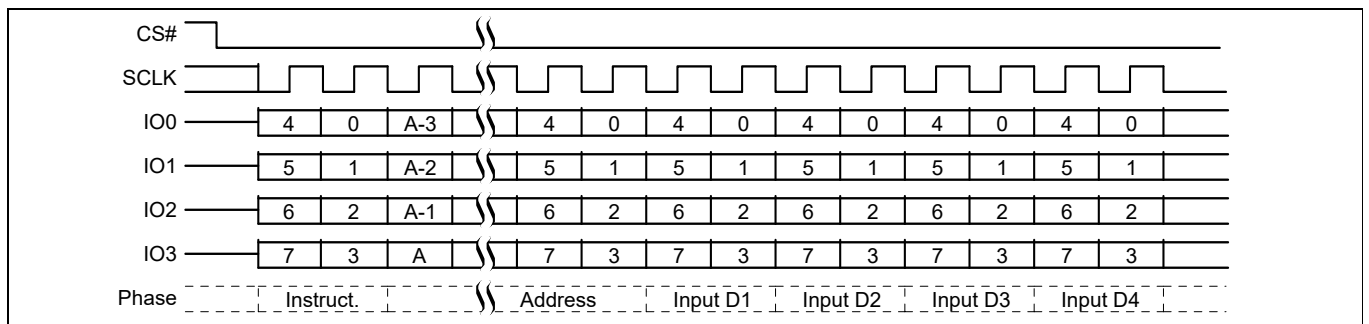 CS#
SCLK
IO0 4 0 A-3 4 0 4 0 4 0 4 0 4 0
IO1 5 1 A-2 5 1 5 1 5 1 5 1 5 1
IO2 6 2 A-1 6 2 6 2 6 2 6 2 6 2
IO3 7 3 A 7 3 7 3 7 3 7 3 7 3
Phase Instruct. Address Input D1 Input D2 Input D3 Input D4